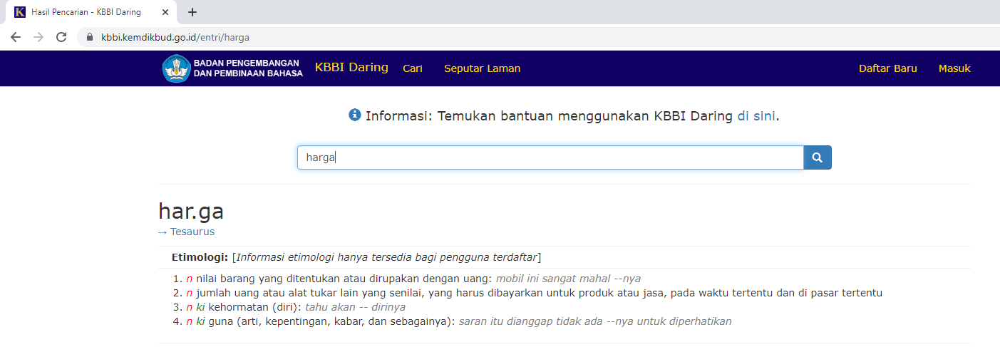 Hasil Pencarian - KBBI Daring
kbbi.kemdikbud.go.id/entri/harga
BADAN PENGEMBANGAN
DAN PEMBINAAN BAHASA
KBBI Daring Cari Seputar Laman Daftar Baru Masuk
Informasi: Temukan bantuan menggunakan KBBI Daring di sini.
harga
har.ga
⤑ Tesaurus
Etimologi: [Informasi etimologi hanya tersedia bagi pengguna terdaftar]
1. n nilai barang yang ditentukan atau dirupakan dengan uang: mobil ini sangat mahal --nya
2. n jumlah uang atau alat tukar lain yang senilai, yang harus dibayarkan untuk produk atau jasa, pada waktu tertentu dan di pasar tertentu
3. n ki kehormatan (diri): tahu akan -- dirinya
4. n ki guna (arti, kepentingan, kabar, dan sebagainya): saran itu dianggap tidak ada --nya untuk diperhatikan